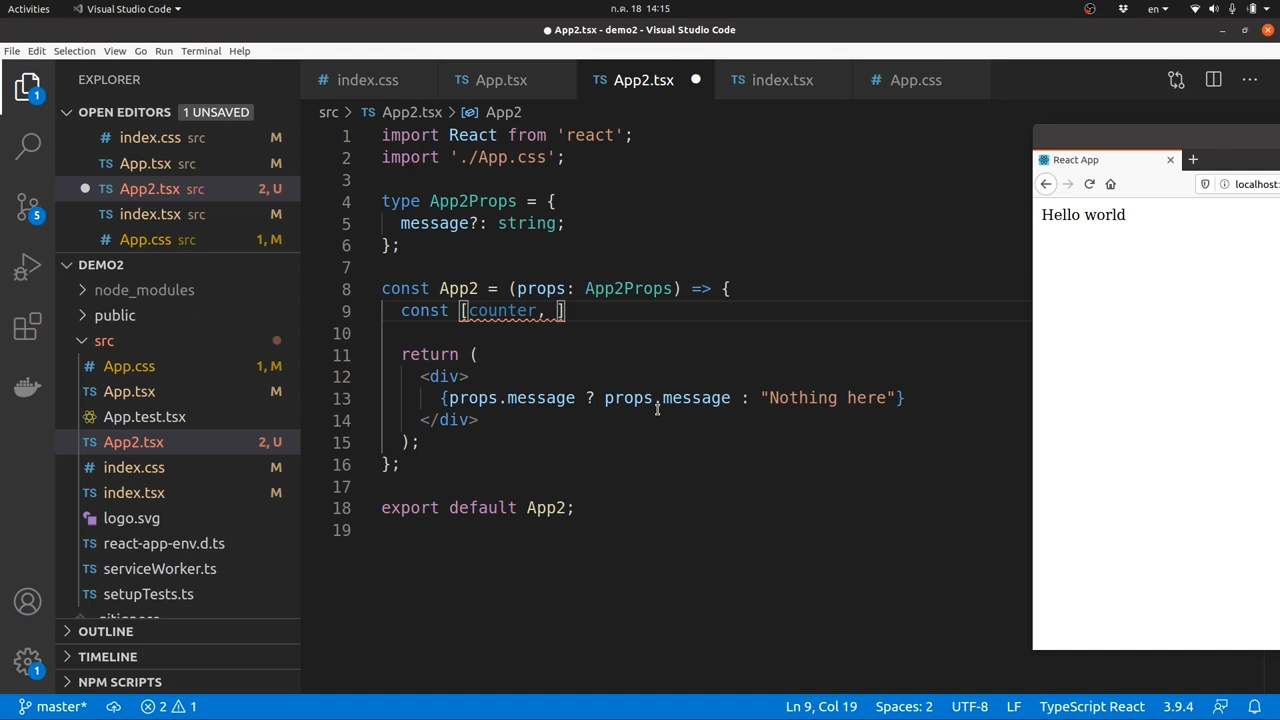 Activities
Visual Studio Code
ก.ค. 18 14:15
en
App2.tsx - demo2 - Visual Studio Code
File Edit Selection View Go Run Terminal Help
EXPLORER
index.css
TS App.tsx
TS App2.tsx
TS index.tsx
App.css
OPEN EDITORS 1 UNSAVED
src > TS App2.tsx > App2
# index.css src M
TS App.tsx src M
TS App2.tsx src 2, U
TS index.tsx src M
# App.css src 1, M
DEMO2
node_modules
public
src
# App.css 1, M
TS App.tsx
App.test.tsx
TS App2.tsx 2, U
# index.css M
TS index.tsx M
logo.svg
TS react-app-env.d.ts
TS serviceWorker.ts
TS setupTests.ts
OUTLINE
TIMELINE
NPM SCRIPTS
1
5
1
1 import React from 'react';
2 import './App.css';
3
4 type App2Props = {
5 message?: string;
6 };
7
8 const App2 = (props: App2Props) => {
9 const [counter, ]
10
11 return (
12 <div>
13 {props.message ? props.message : "Nothing here"}
14 </div>
15 );
16 };
17
18 export default App2;
19
React App
localhost:
Hello world
master* 2 1
Ln 9, Col 19 Spaces: 2 UTF-8 LF TypeScript React 3.9.4